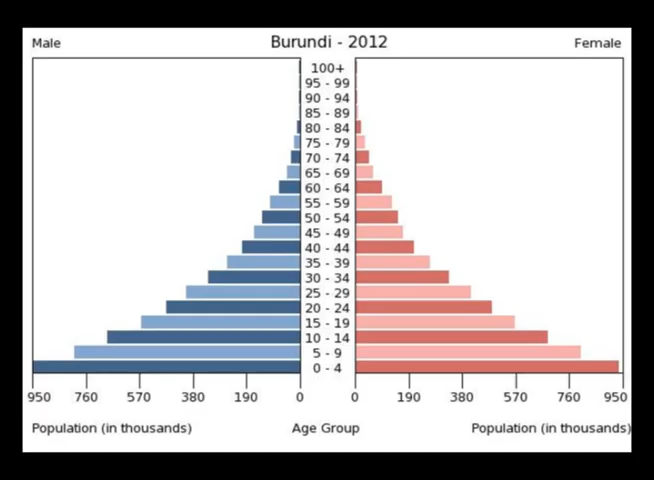 Male Burundi - 2012 Female
100+
95 - 99
90 - 94
85 - 89
80 - 84
75 - 79
70 - 74
65 - 69
60 - 64
55 - 59
50 - 54
45 - 49
40 - 44
35 - 39
30 - 34
25 - 29
20 - 24
15 - 19
10 - 14
5 - 9
0 - 4
950 760 570 380 190 0 0 190 380 570 760 950
Population (in thousands) Age Group Population (in thousands)